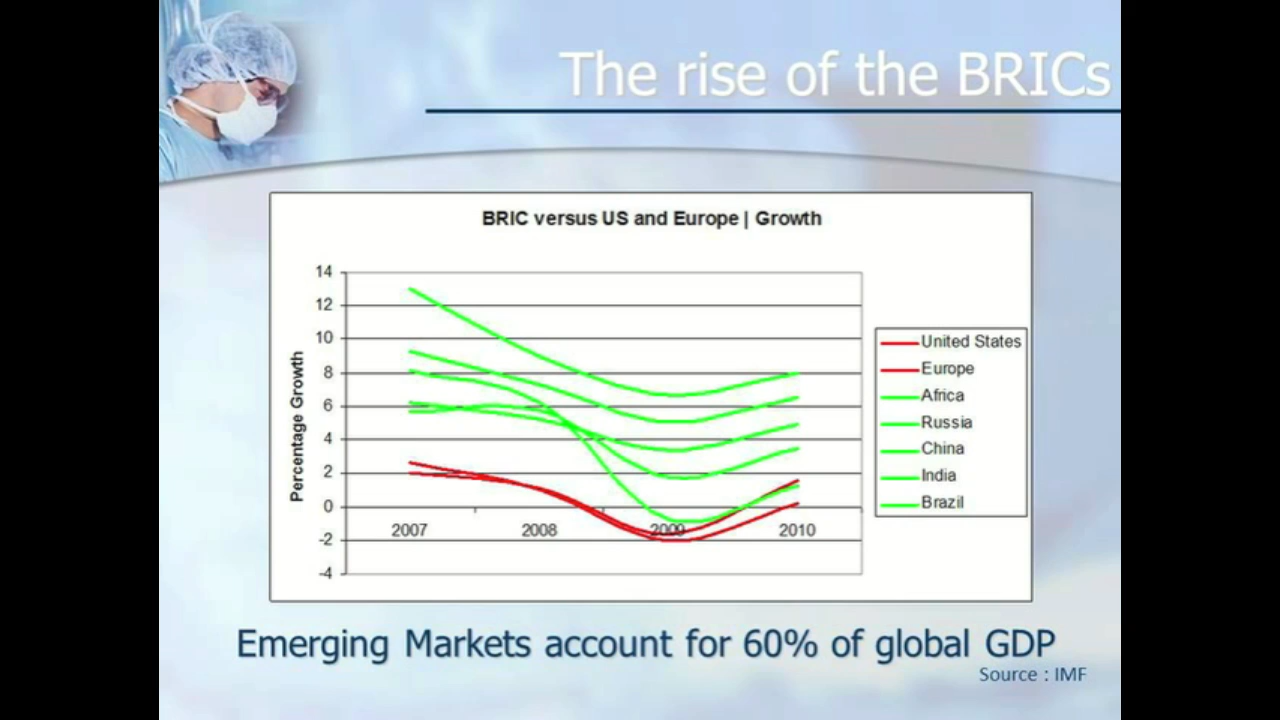 The rise of the BRICs
BRIC versus US and Europe | Growth
Percentage Growth
14
12
10
8
6
4
2
0
-2
-4
2007 2008 2009 2010
United States
Europe
Africa
Russia
China
India
Brazil
Emerging Markets account for 60% of global GDP
Source : IMF